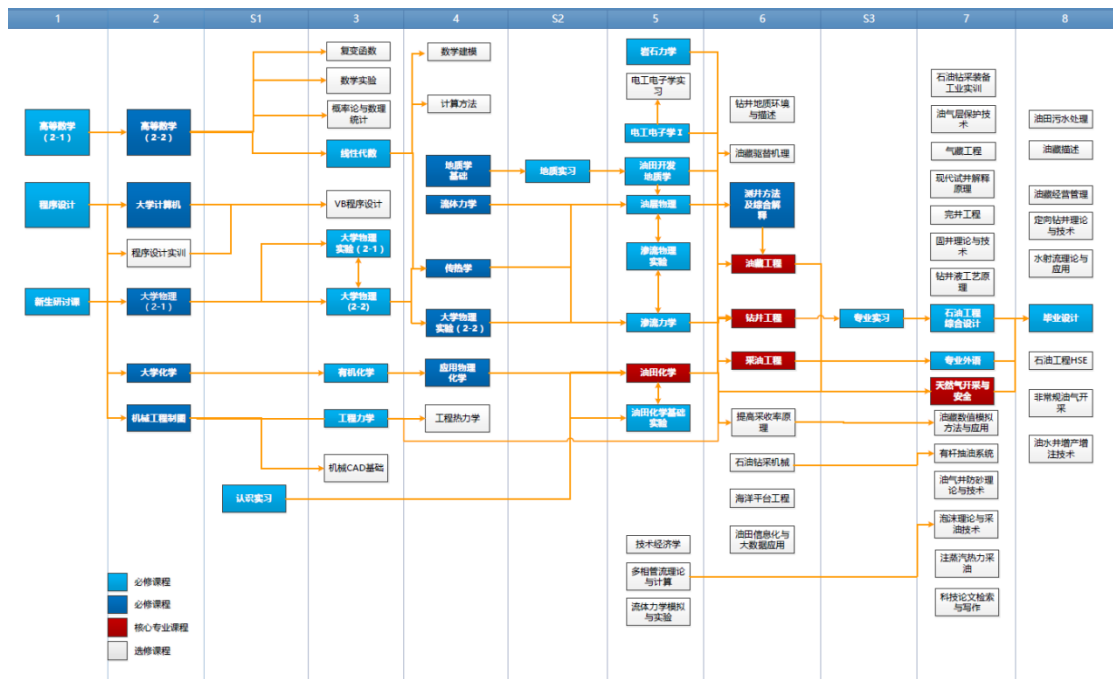 1
2
S1
3
4
S2
5
6
S3
7
8
高等数学
(2-1)
程序设计
新生研讨课
高等数学
(2-2)
大学计算机
程序设计实训
大学物理
(2-1)
大学化学
机械工程制图
认识实习
复变函数
数学实验
概率论与数理
统计
线性代数
VB程序设计
大学物理
实验(2-1)
大学物理
(2-2)
有机化学
工程力学
机械CAD基础
数学建模
计算方法
地质学
基础
流体力学
传热学
大学物理
实验(2-2)
应用物理
化学
工程热力学
地质实习
岩石力学
电工电子学实
习
电工电子学 I
油田开发
地质学
油层物理
渗流物理
实验
渗流力学
油田化学
油田化学基础
实验
技术经济学
多相管流理论
与计算
流体力学模拟
与实验
钻井地质环境
与描述
油藏驱替机理
测井方法
及综合解
释
油藏工程
钻井工程
采油工程
提高采收率原
理
石油钻采机械
海洋平台工程
油田信息化与
大数据应用
专业实习
石油钻采装备
工业实训
油气层保护技
术
气藏工程
现代试井解释
原理
完井工程
固井理论与技
术
钻井液工艺原
理
石油工程
综合设计
专业外语
天然气开采与
安全
油藏数值模拟
方法与应用
有杆抽油系统
油气井防砂理
论与技术
泡沫理论与采
油技术
注蒸汽热力采
油
科技论文检索
与写作
油田污水处理
油藏描述
油藏经营管理
定向钻井理论
与技术
水射流理论与
应用
毕业设计
石油工程HSE
非常规油气开
采
油水井增产增
注技术
必修课程
必修课程
核心专业课程
选修课程